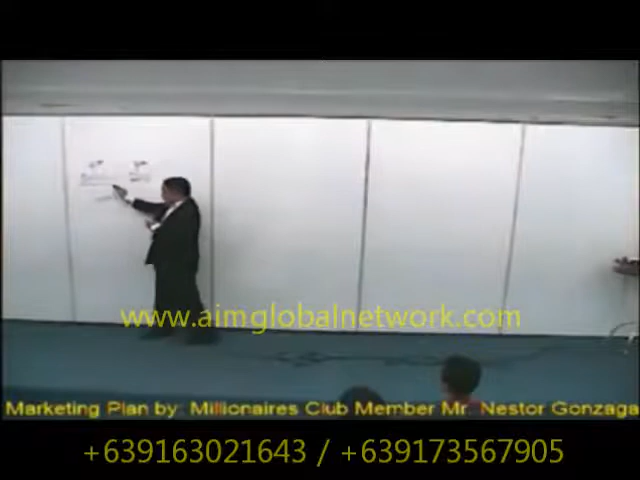 www.aimglobalnetwork.com
Marketing Plan by: Millionaires Club Member Mr. Nestor Gonzaga
+639163021643 / +639173567905